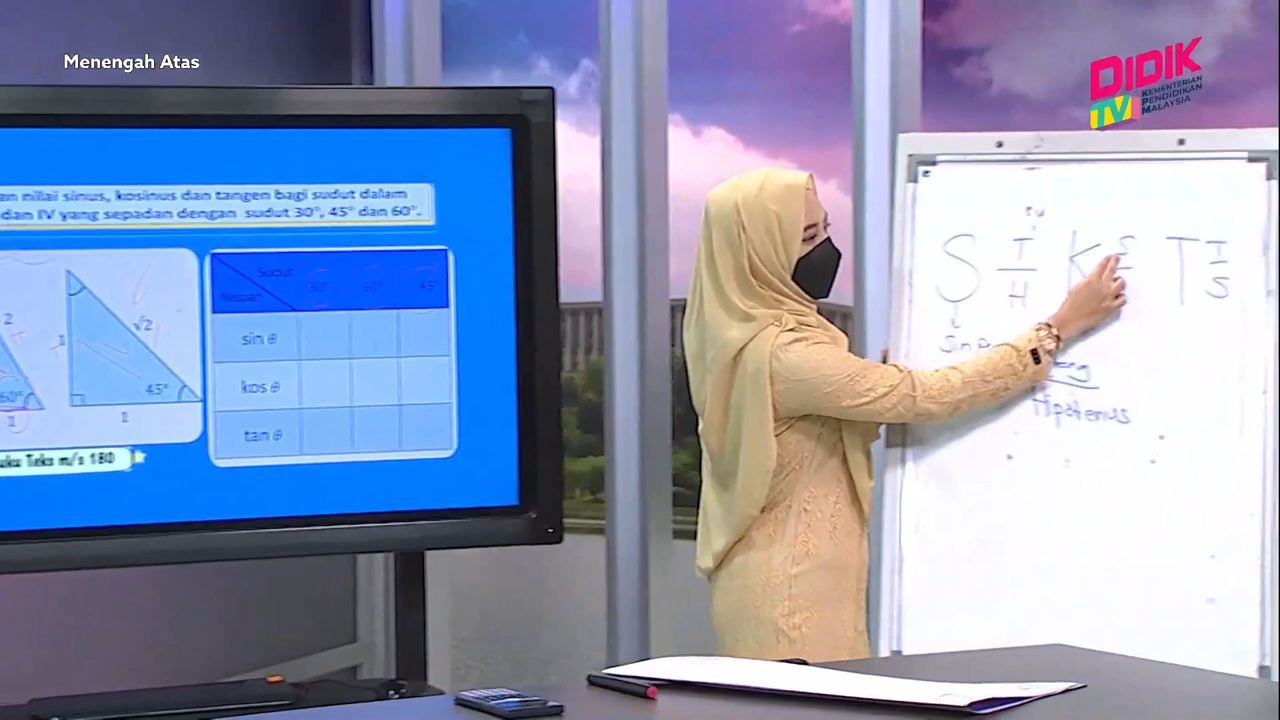 Menengah Atas
DIDIK
TV
KEMENTERIAN
PENDIDIKAN
MALAYSIA
an nilai sinus, kosinus dan tangen bagi sudut dalam
dan IV yang sepadan dengan sudut 30°, 45° dan 60°.
2
60°
1
1
√2
45°
1
uku Teks m/s 180
Sudut
Nisbah
30° 60° 45°
sin θ
kos θ
tan θ
S T K S T T
H S
Sin
Hipotenus